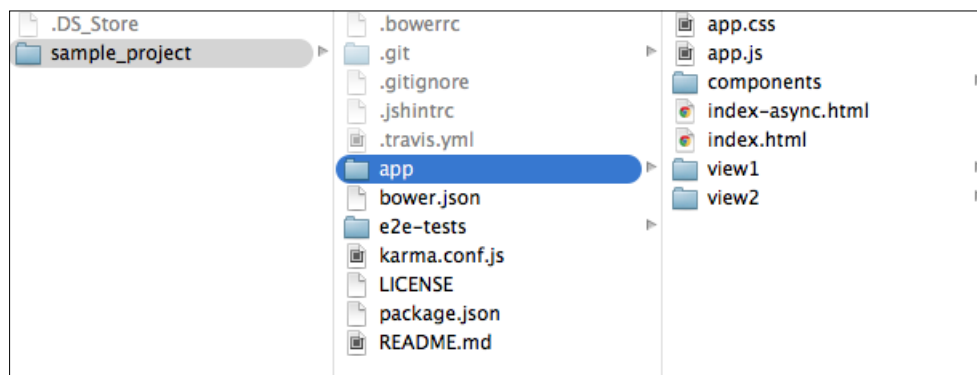 .DS_Store
sample_project
.bowerrc
.git
.gitignore
.jshintrc
.travis.yml
app
bower.json
e2e-tests
karma.conf.js
LICENSE
package.json
README.md
app.css
app.js
components
index-async.html
index.html
view1
view2